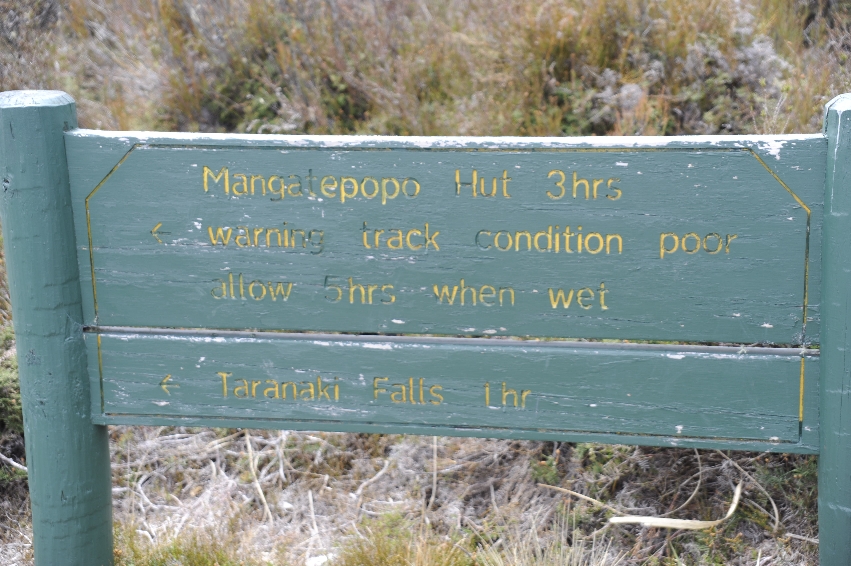 Mangatepopo Hut 3hrs
← warning track condition poor
allow 5hrs when wet
← Taranaki Falls 1hr